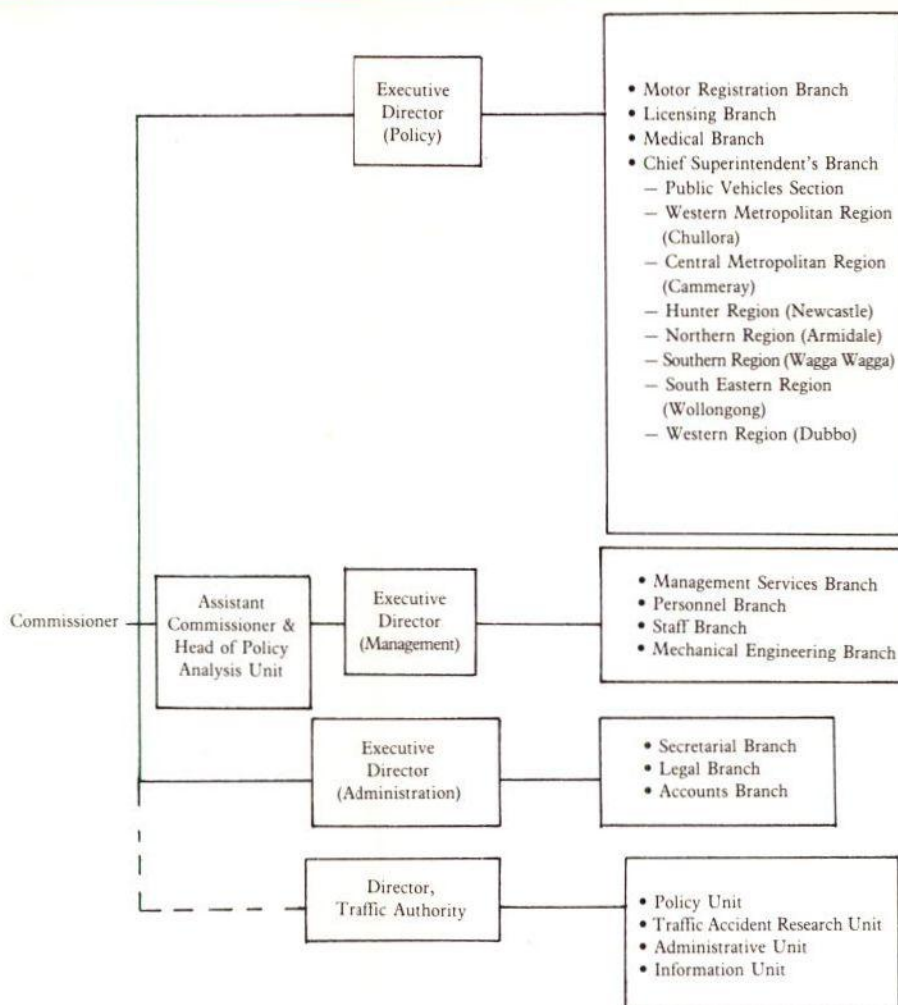 Executive
Director
(Policy)
• Motor Registration Branch
• Licensing Branch
• Medical Branch
• Chief Superintendent's Branch
— Public Vehicles Section
— Western Metropolitan Region
(Chullora)
— Central Metropolitan Region
(Cammeray)
— Hunter Region (Newcastle)
— Northern Region (Armidale)
— Southern Region (Wagga Wagga)
— South Eastern Region
(Wollongong)
— Western Region (Dubbo)
Commissioner
Assistant
Commissioner &
Head of Policy
Analysis Unit
Executive
Director
(Management)
• Management Services Branch
• Personnel Branch
• Staff Branch
• Mechanical Engineering Branch
Executive
Director
(Administration)
• Secretarial Branch
• Legal Branch
• Accounts Branch
Director,
Traffic Authority
• Policy Unit
• Traffic Accident Research Unit
• Administrative Unit
• Information Unit